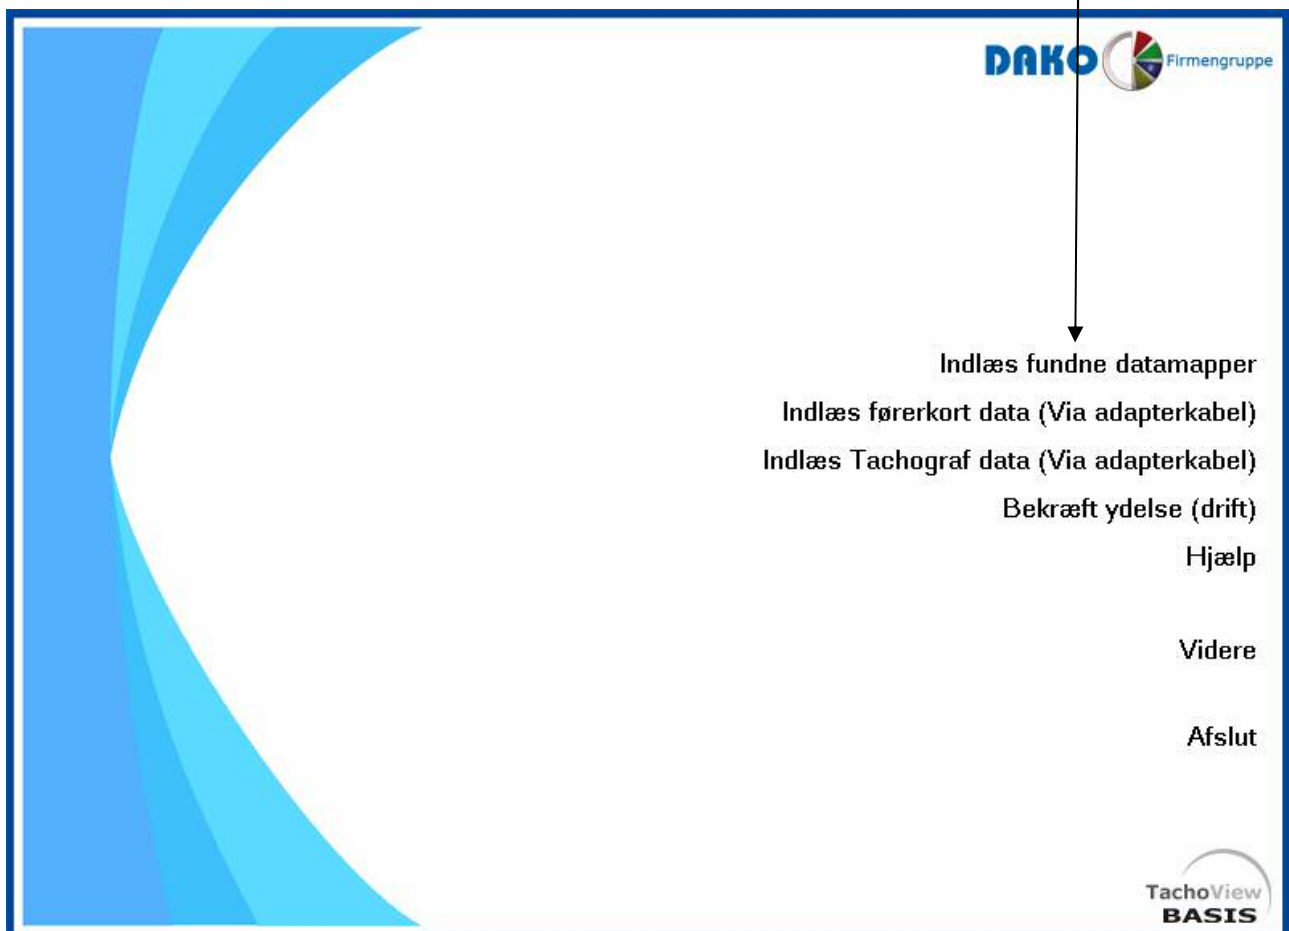 DAKO Firmengruppe
Indlæs fundne datamapper
Indlæs førerkort data (Via adapterkabel)
Indlæs Tachograf data (Via adapterkabel)
Bekræft ydelse (drift)
Hjælp
Videre
Afslut
TachoView
BASIS